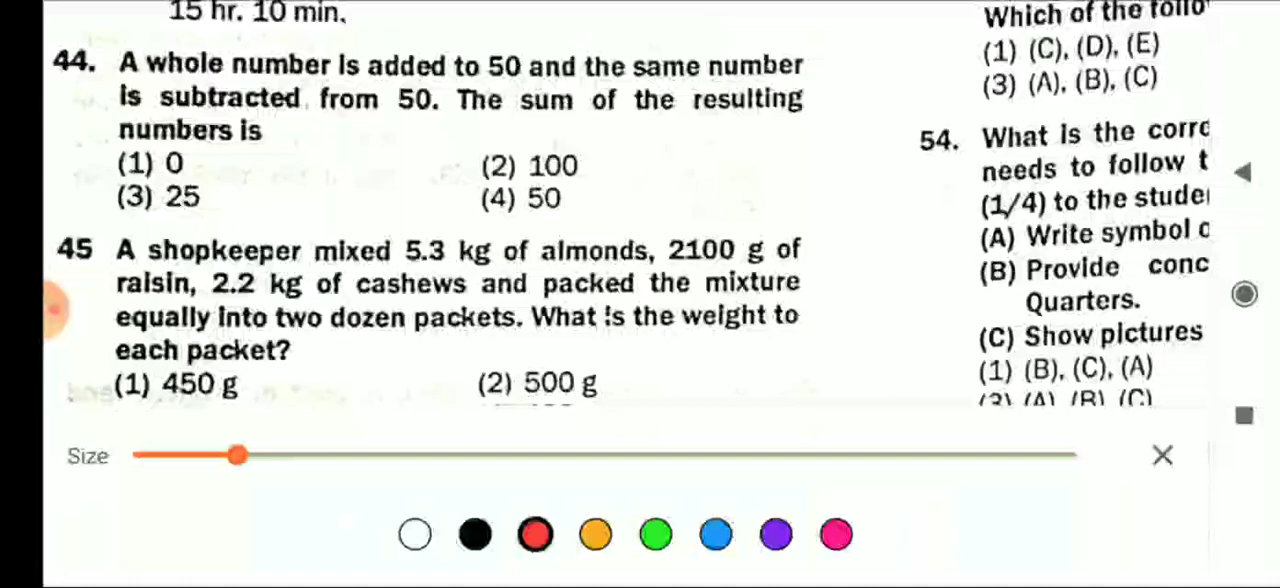 15 hr. 10 min.
44. A whole number is added to 50 and the same number
is subtracted from 50. The sum of the resulting
numbers is
(1) 0 (2) 100
(3) 25 (4) 50
45 A shopkeeper mixed 5.3 kg of almonds, 2100 g of
raisin, 2.2 kg of cashews and packed the mixture
equally into two dozen packets. What is the weight to
each packet?
(1) 450 g (2) 500 g
Which of the follo
(1) (C), (D), (E)
(3) (A), (B), (C)
54. What is the corre
needs to follow t
(1/4) to the studen
(A) Write symbol o
(B) Provide conc
Quarters.
(C) Show pictures
(1) (B), (C), (A)
(3) (A) (B) (C)
Size